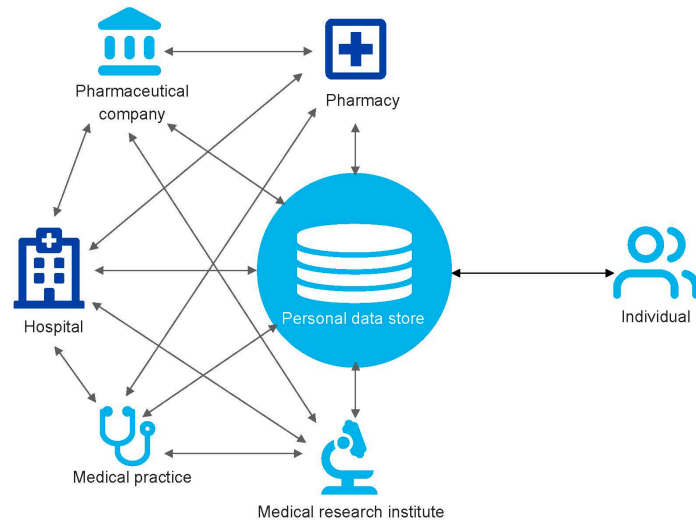 Pharmaceutical
company
Pharmacy
Hospital
Personal data store
Individual
Medical practice
Medical research institute